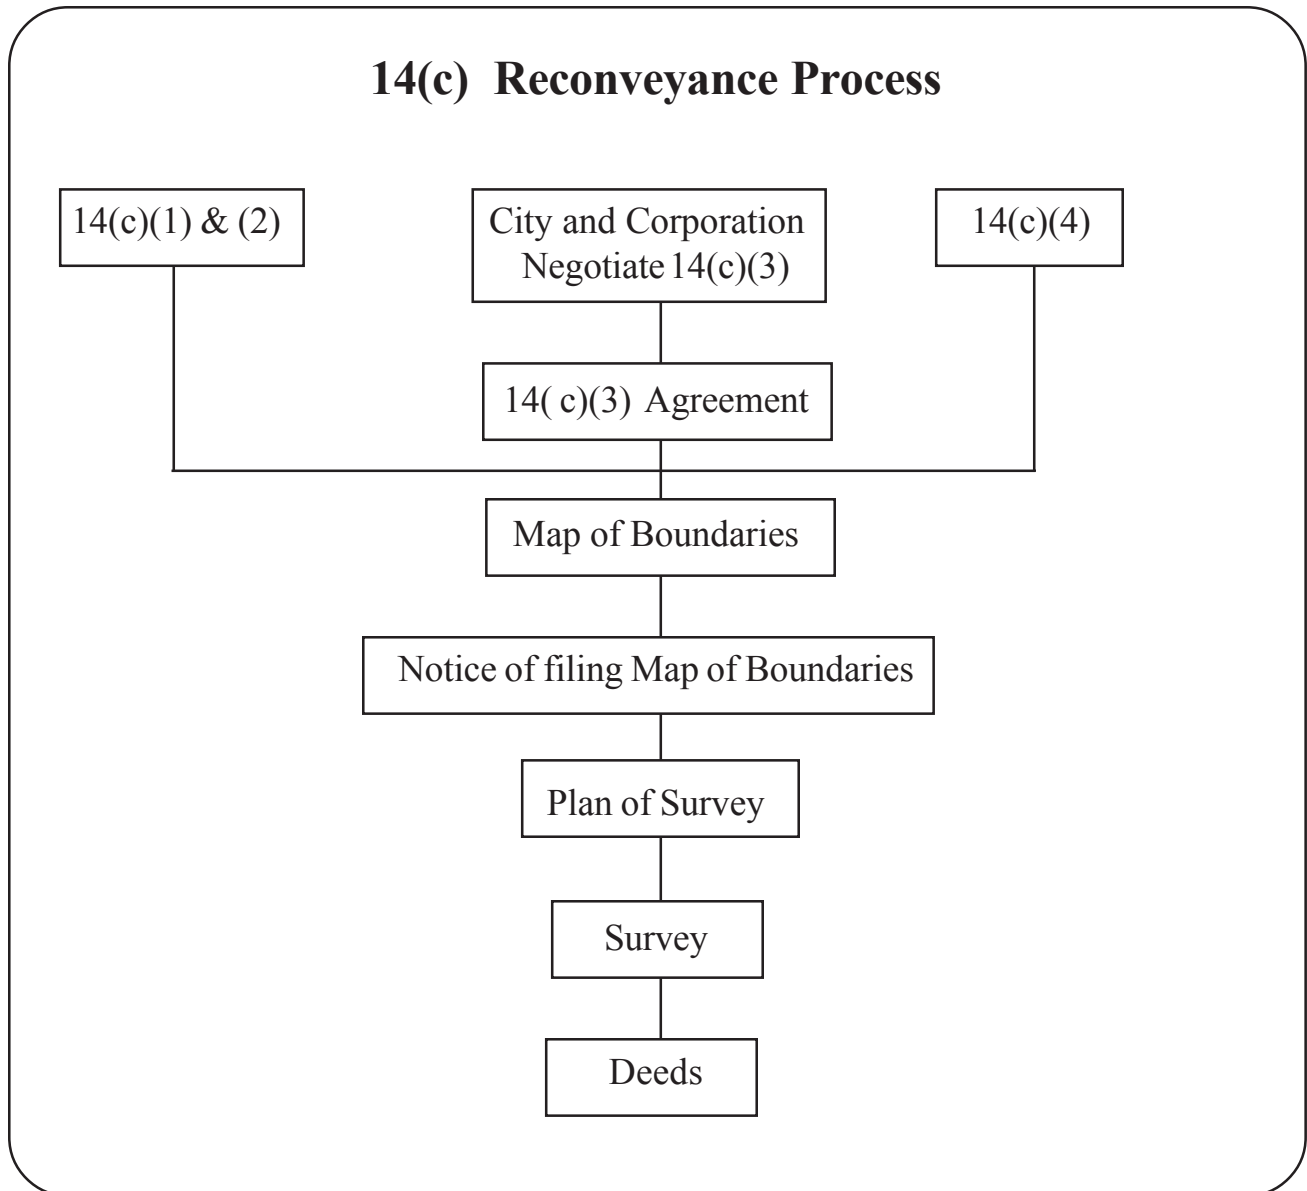 14(c) Reconveyance Process
14(c)(1) & (2)
City and Corporation
Negotiate 14(c)(3)
14(c)(4)
14( c)(3) Agreement
Map of Boundaries
Notice of filing Map of Boundaries
Plan of Survey
Survey
Deeds